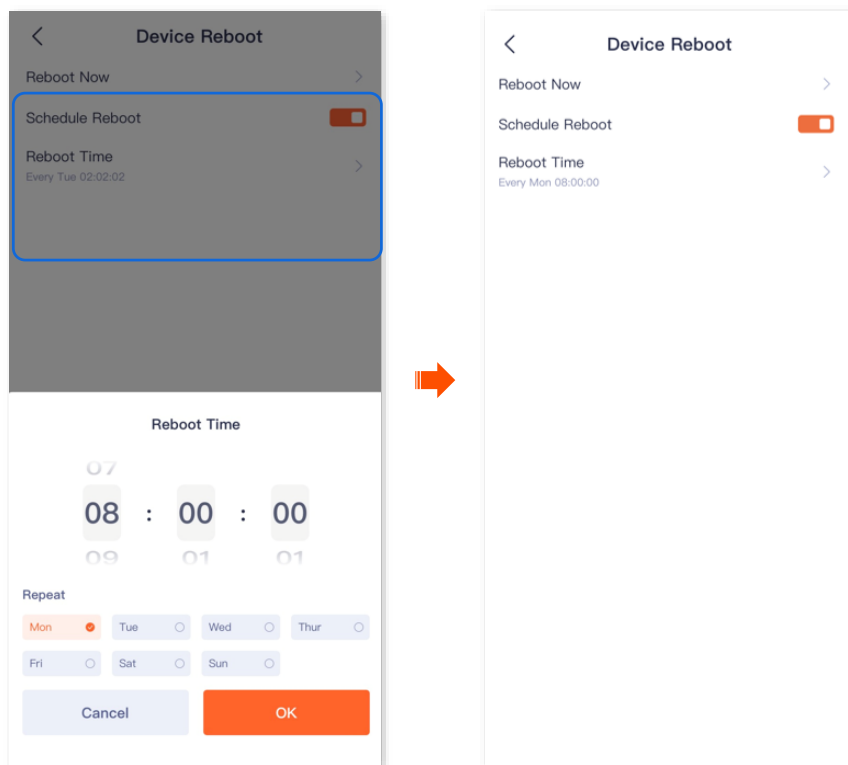 Device Reboot
Reboot Now
Schedule Reboot
Reboot Time
Every Tue 02:02:02
Reboot Time
07
08 : 00 : 00
09 01 01
Repeat
Mon Tue Wed Thur
Fri Sat Sun
Cancel OK
Device Reboot
Reboot Now
Schedule Reboot
Reboot Time
Every Mon 08:00:00